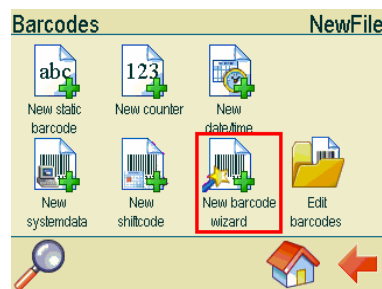 Barcodes NewFile
abc 123
New static New counter New
barcode date/time
New New New barcode Edit
systemdata shiftcode wizard barcodes